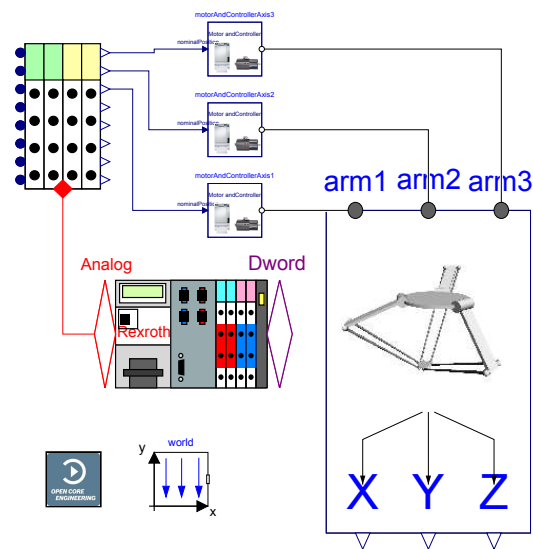 motorAndControllerAxis3
Motor andController
nominalPosition
motorAndControllerAxis2
Motor andController
nominalPosition
motorAndControllerAxis1
Motor andController
nominalPosition
arm1 arm2 arm3
Analog
Dword
Rexroth
y
world
x
OPEN CORE
ENGINEERING
X Y Z